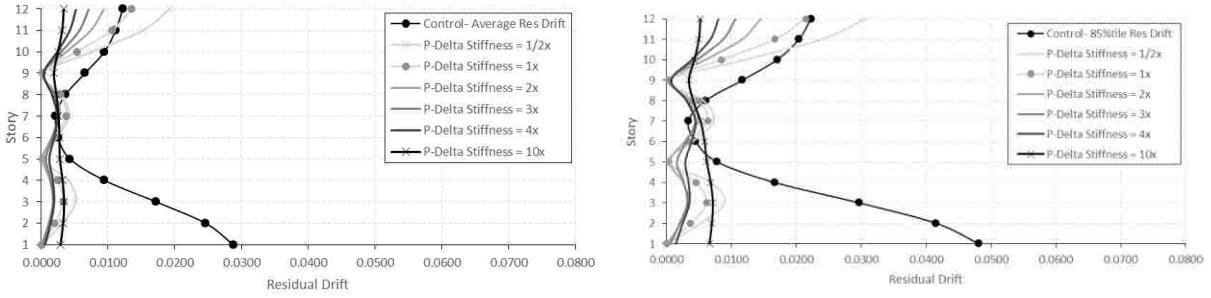 12
11
10
9
8
7
6
5
4
3
2
1
Story
0.0000 0.0100 0.0200 0.0300 0.0400 0.0500 0.0600 0.0700 0.0800
Residual Drift
Control- Average Res Drift
P-Delta Stiffness = 1/2x
P-Delta Stiffness = 1x
P-Delta Stiffness = 2x
P-Delta Stiffness = 3x
P-Delta Stiffness = 4x
P-Delta Stiffness = 10x
12
11
10
9
8
7
6
5
4
3
2
1
Story
0.0000 0.0100 0.0200 0.0300 0.0400 0.0500 0.0600 0.0700 0.0800
Residual Drift
Control- 85%tile Res Drift
P-Delta Stiffness = 1/2x
P-Delta Stiffness = 1x
P-Delta Stiffness = 2x
P-Delta Stiffness = 3x
P-Delta Stiffness = 4x
P-Delta Stiffness = 10x